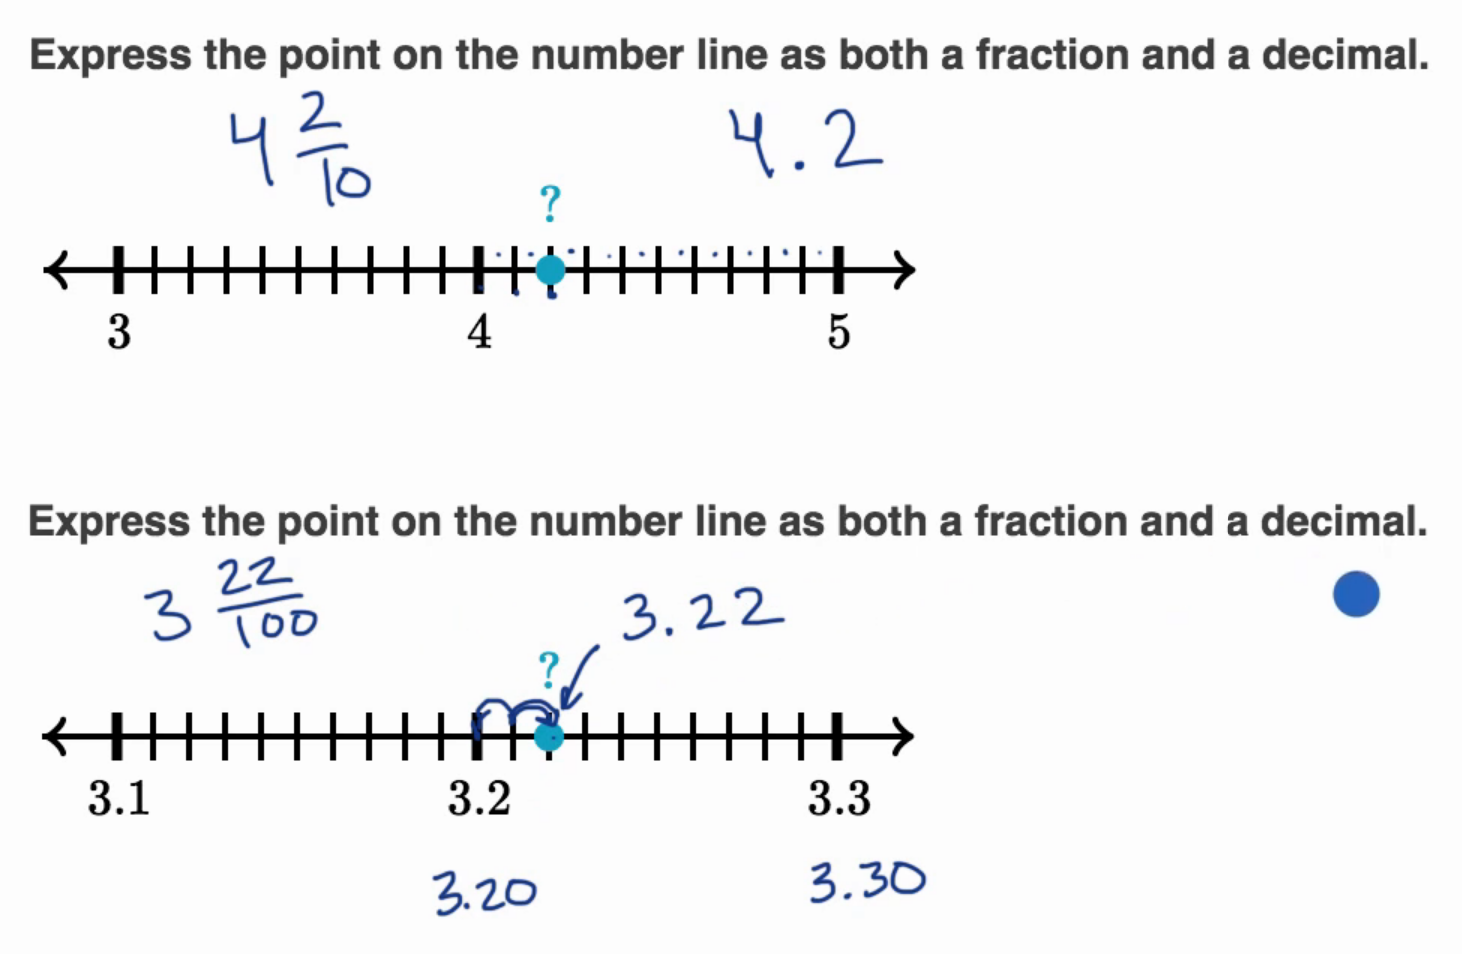 Express the point on the number line as both a fraction and a decimal.
4 2/10 4.2
?
3 4 5
Express the point on the number line as both a fraction and a decimal.
3 22/100 3.22
?
3.1 3.2 3.3
3.20 3.30